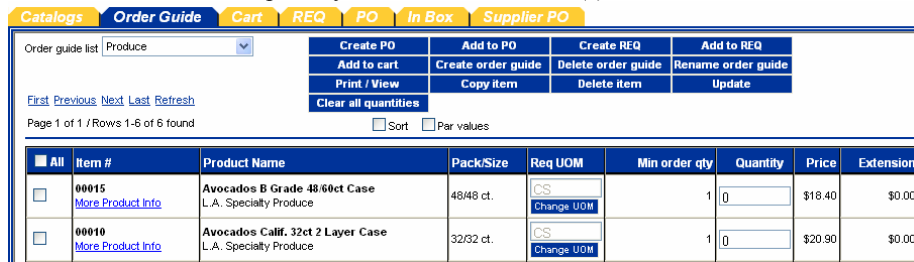 Catalogs Order Guide Cart REQ PO In Box Supplier PO
Order guide list Produce
Create PO Add to PO Create REQ Add to REQ
Add to cart Create order guide Delete order guide Rename order guide
Print / View Copy item Delete item Update
First Previous Next Last Refresh Clear all quantities
Page 1 of 1 / Rows 1-6 of 6 found Sort Par values
All Item # Product Name Pack/Size Req UOM Min order qty Quantity Price Extension
00015 Avocados B Grade 48/60ct Case 48/48 ct. CS 1 0 $18.40 $0.00
More Product Info L.A. Specialty Produce Change UOM
00010 Avocados Calif. 32ct 2 Layer Case 32/32 ct. CS 1 0 $20.90 $0.00
More Product Info L.A. Specialty Produce Change UOM